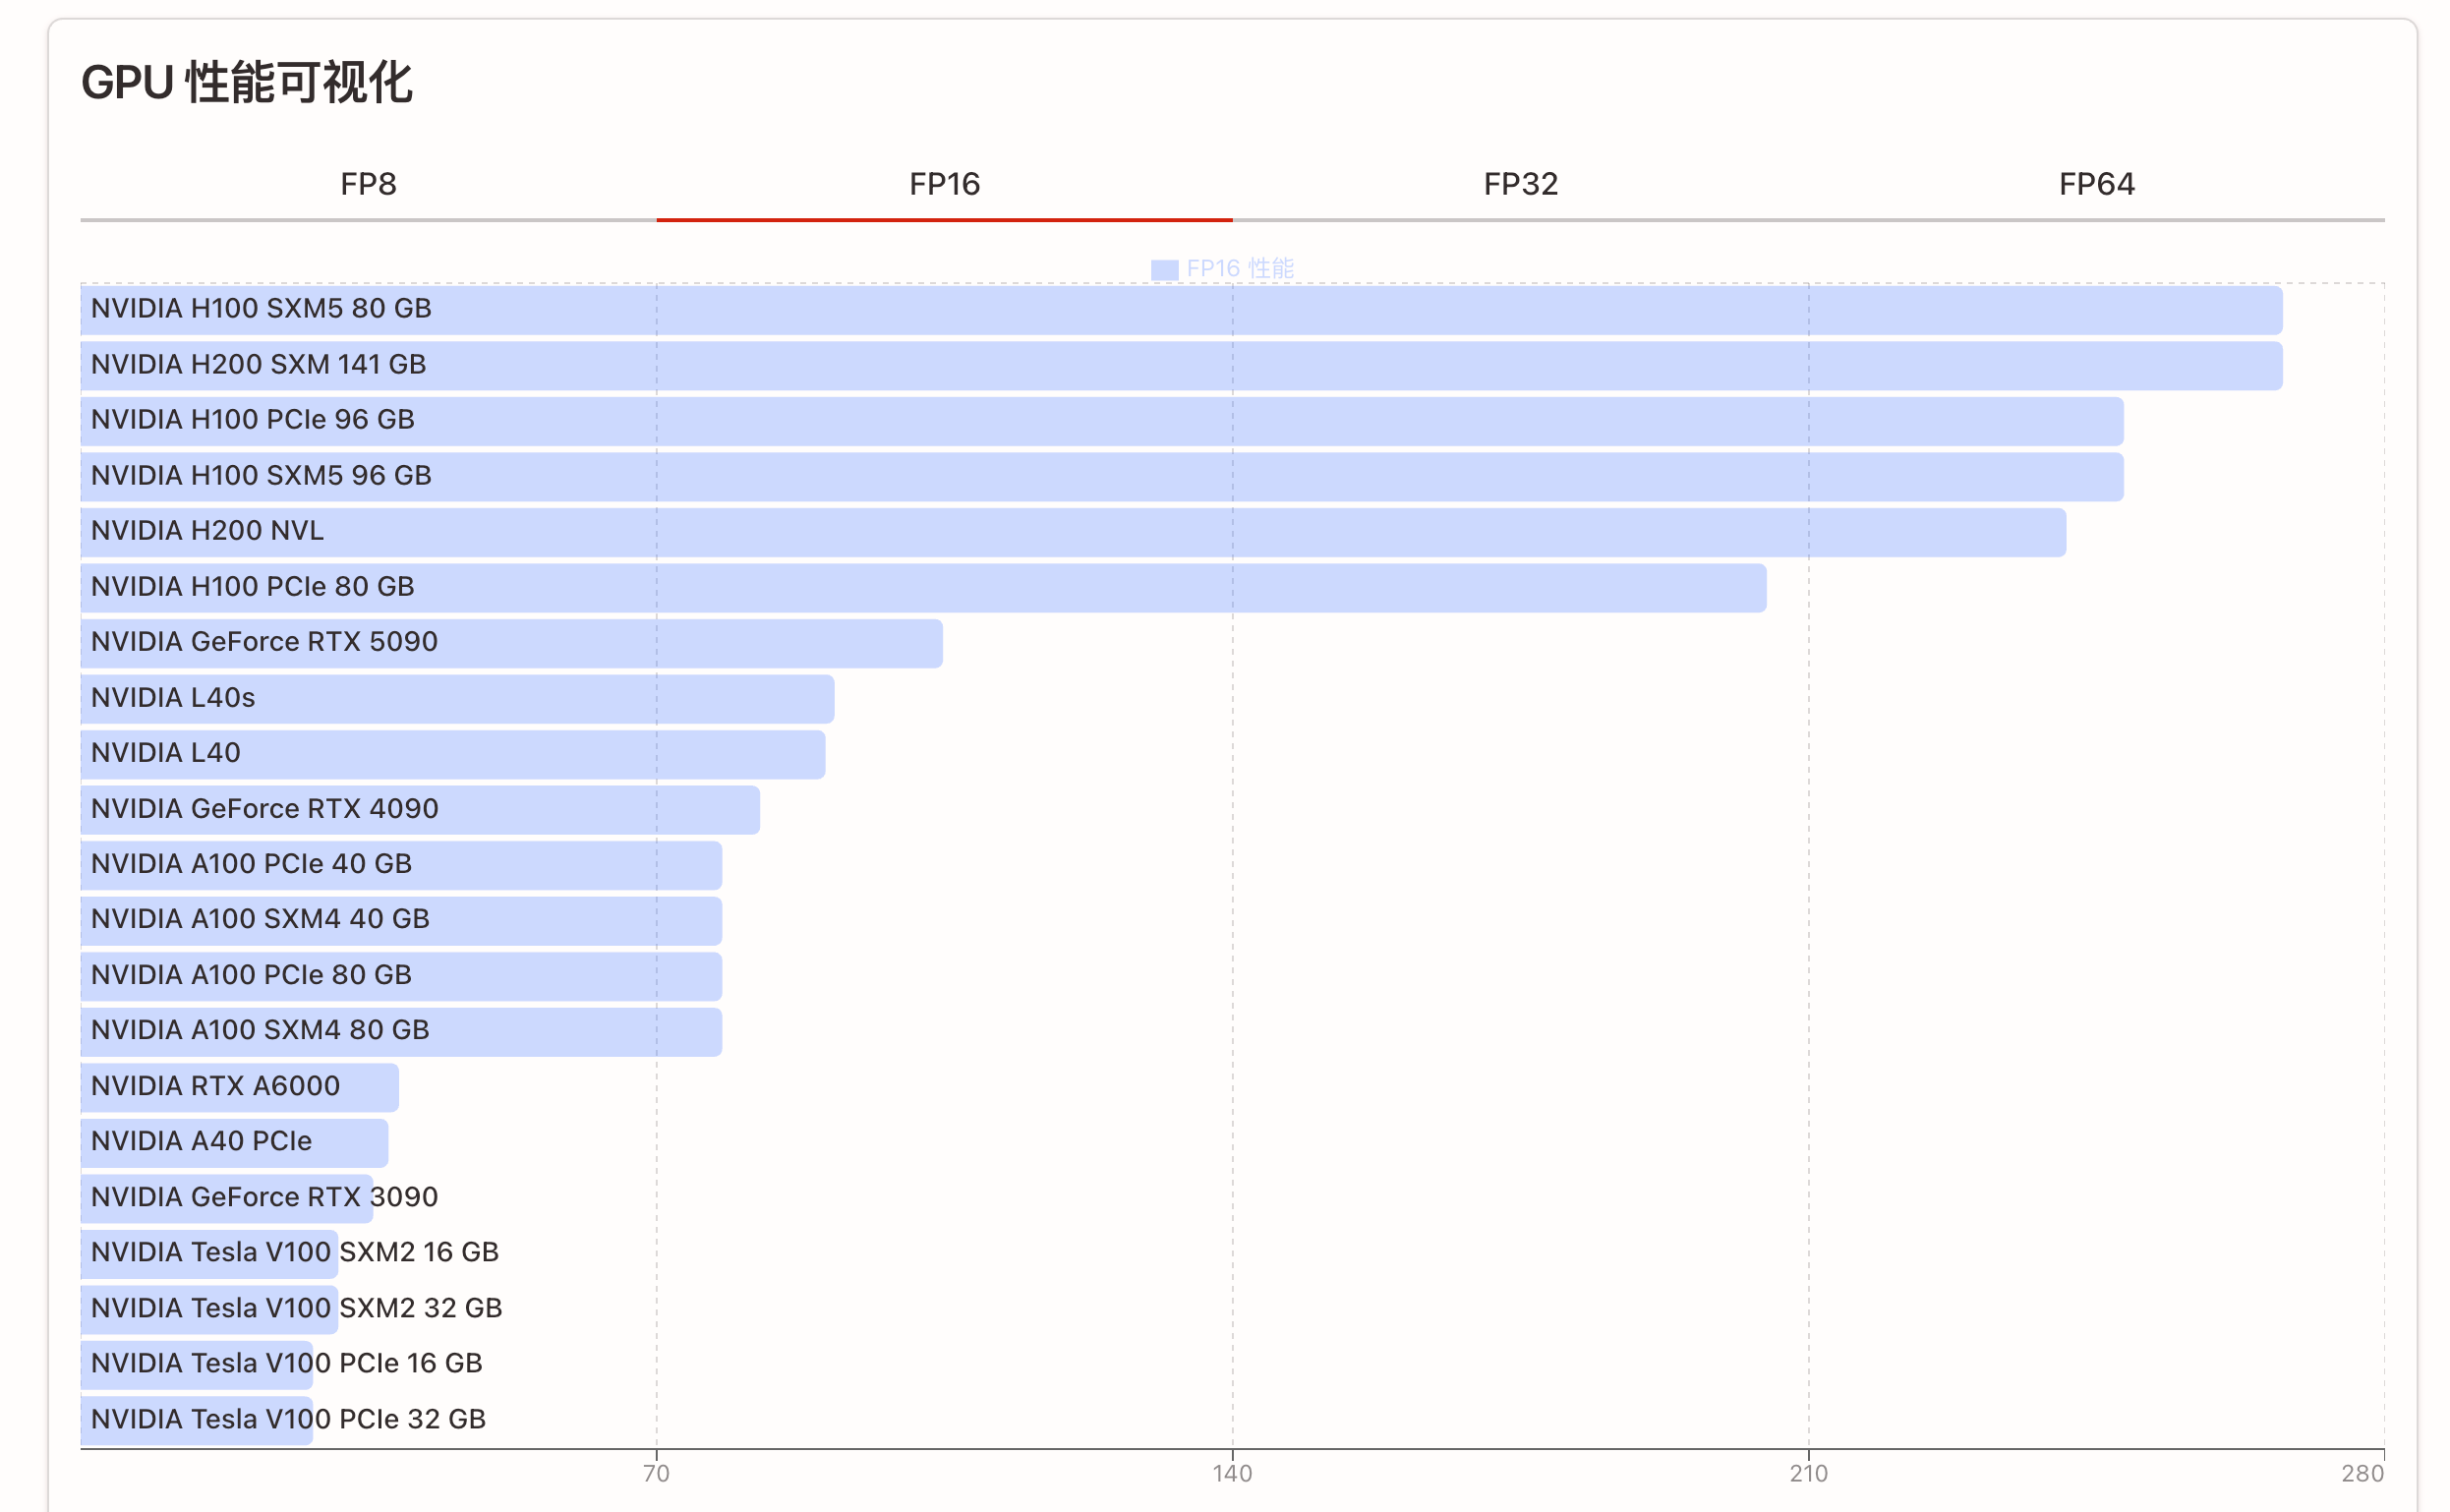 GPU 性能可视化
FP8 FP16 FP32 FP64
FP16 性能
NVIDIA H100 SXM5 80 GB
NVIDIA H200 SXM 141 GB
NVIDIA H100 PCIe 96 GB
NVIDIA H100 SXM5 96 GB
NVIDIA H200 NVL
NVIDIA H100 PCIe 80 GB
NVIDIA GeForce RTX 5090
NVIDIA L40s
NVIDIA L40
NVIDIA GeForce RTX 4090
NVIDIA A100 PCIe 40 GB
NVIDIA A100 SXM4 40 GB
NVIDIA A100 PCIe 80 GB
NVIDIA A100 SXM4 80 GB
NVIDIA RTX A6000
NVIDIA A40 PCIe
NVIDIA GeForce RTX 3090
NVIDIA Tesla V100 SXM2 16 GB
NVIDIA Tesla V100 SXM2 32 GB
NVIDIA Tesla V100 PCIe 16 GB
NVIDIA Tesla V100 PCIe 32 GB
70 140 210 280